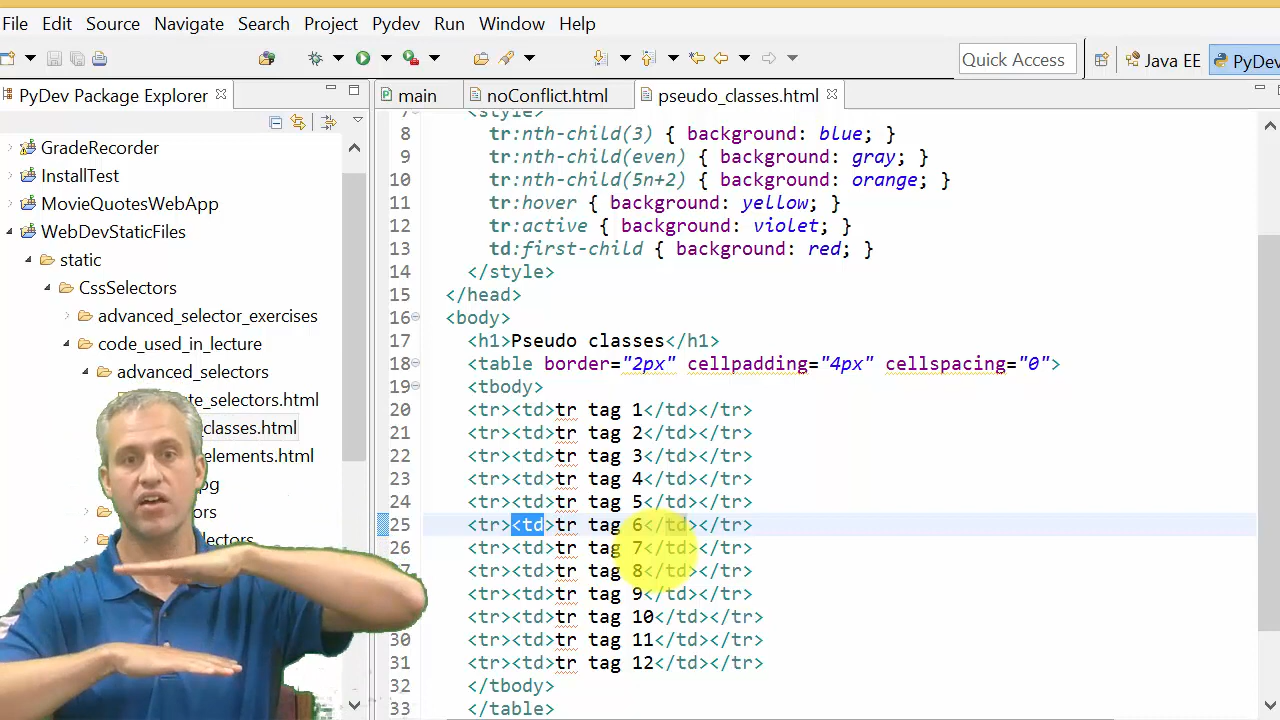 File Edit Source Navigate Search Project Pydev Run Window Help
Quick Access Java EE PyDev
PyDev Package Explorer
main noConflict.html pseudo_classes.html
GradeRecorder
InstallTest
MovieQuotesWebApp
WebDevStaticFiles
static
CssSelectors
advanced_selector_exercises
code_used_in_lecture
advanced_selectors
te_selectors.html
classes.html
elements.html
<style>
8 tr:nth-child(3) { background: blue; }
9 tr:nth-child(even) { background: gray; }
10 tr:nth-child(5n+2) { background: orange; }
11 tr:hover { background: yellow; }
12 tr:active { background: violet; }
13 td:first-child { background: red; }
14 </style>
15 </head>
16 <body>
17 <h1>Pseudo classes</h1>
18 <table border="2px" cellpadding="4px" cellspacing="0">
19 <tbody>
20 <tr><td>tr tag 1</td></tr>
21 <tr><td>tr tag 2</td></tr>
22 <tr><td>tr tag 3</td></tr>
23 <tr><td>tr tag 4</td></tr>
24 <tr><td>tr tag 5</td></tr>
25 <tr><td>tr tag 6</td></tr>
26 <tr><td>tr tag 7</td></tr>
<tr><td>tr tag 8</td></tr>
<tr><td>tr tag 9</td></tr>
<tr><td>tr tag 10</td></tr>
30 <tr><td>tr tag 11</td></tr>
31 <tr><td>tr tag 12</td></tr>
32 </tbody>
33 </table>